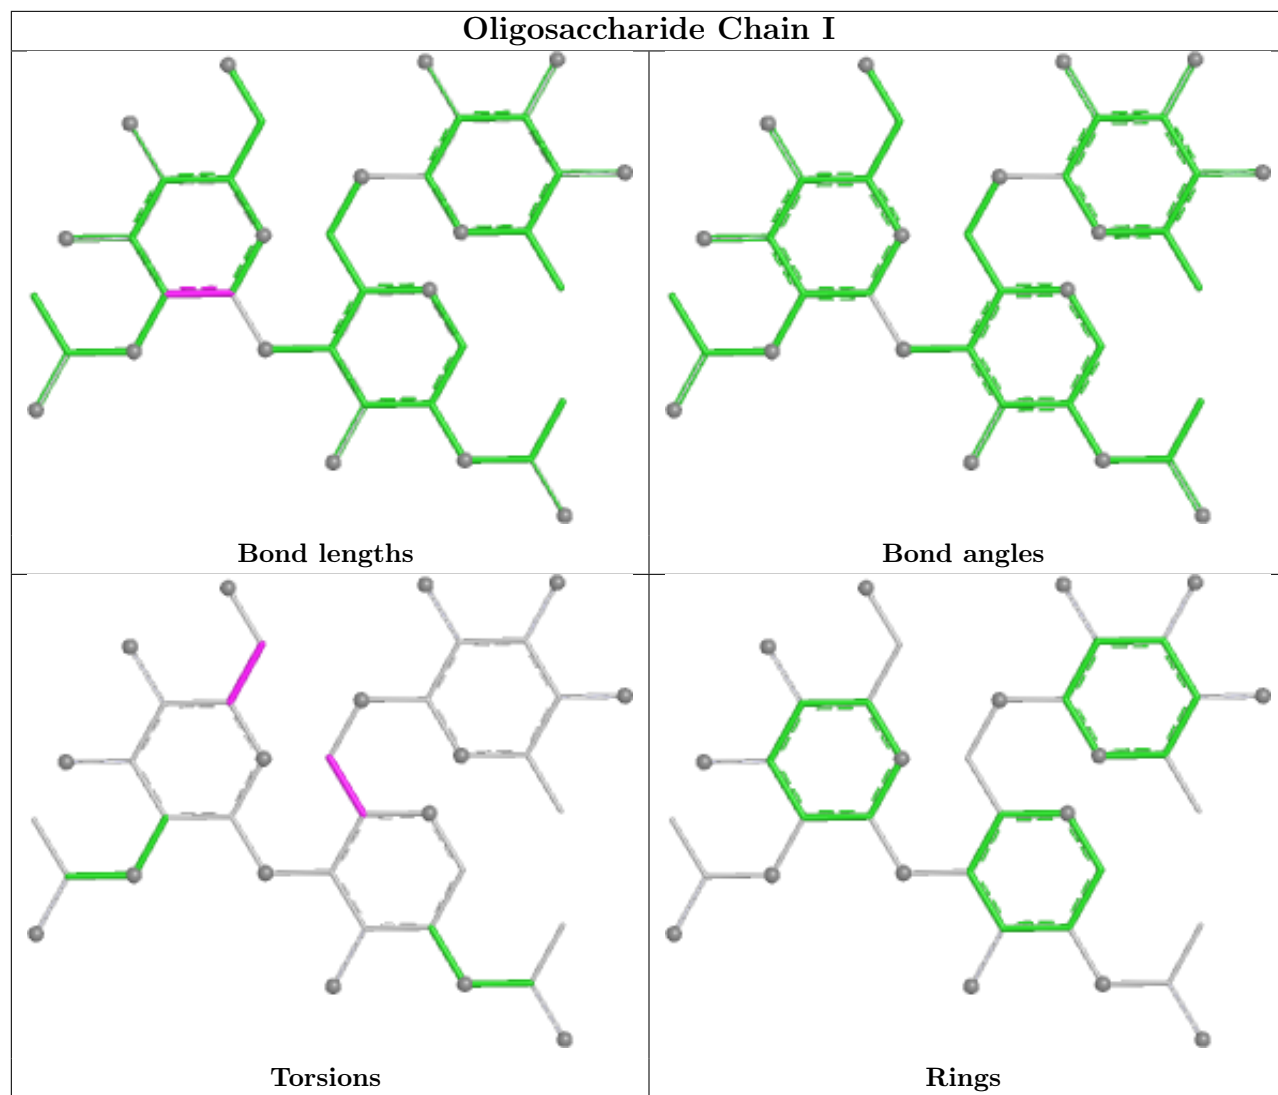 Oligosaccharide Chain I
Bond lengths
Bond angles
Torsions
Rings